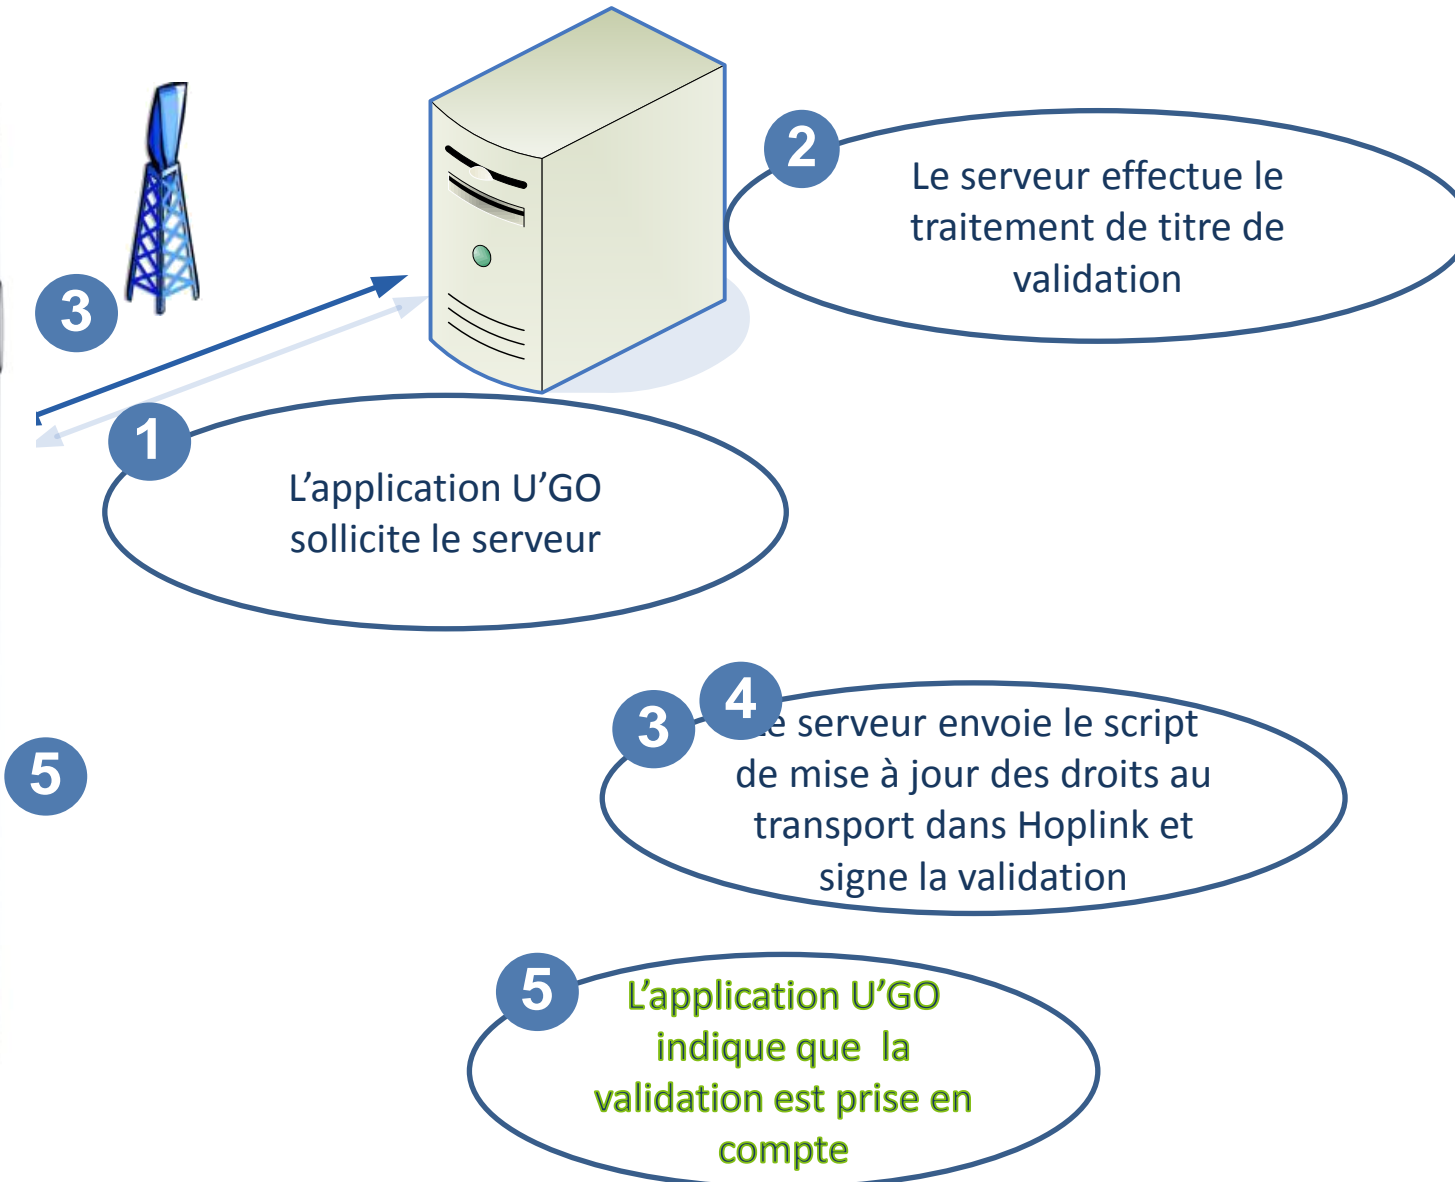 2
Le serveur effectue le
traitement de titre de
validation
3
1
L’application U’GO
sollicite le serveur
3
4
serveur envoie le script
de mise à jour des droits au
transport dans Hoplink et
signe la validation
5
5
L’application U’GO
indique que  la
validation est prise en
compte